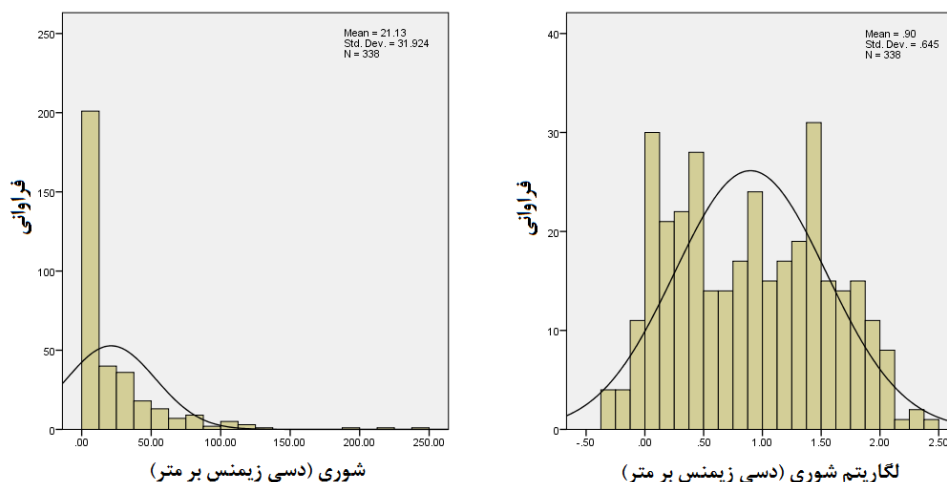 Mean = 21.13
Std. Dev. = 31.924
N = 338
250
200
150
100
50
0
فراوانی
.00 50.00 100.00 150.00 200.00 250.00
شوری (دسی زیمنس بر متر)
Mean = .90
Std. Dev. = .645
N = 338
40
30
20
10
0
فراوانی
-.50 .00 .50 1.00 1.50 2.00 2.50
لگاریتم شوری (دسی زیمنس بر متر)